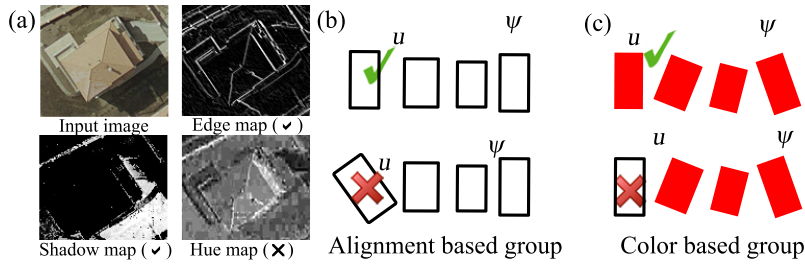 (a)
Input image
Edge map (✔)
Shadow map (✔)
Hue map (✖)
(b)
u ψ
u ψ
Alignment based group
(c)
u ψ
u ψ
Color based group